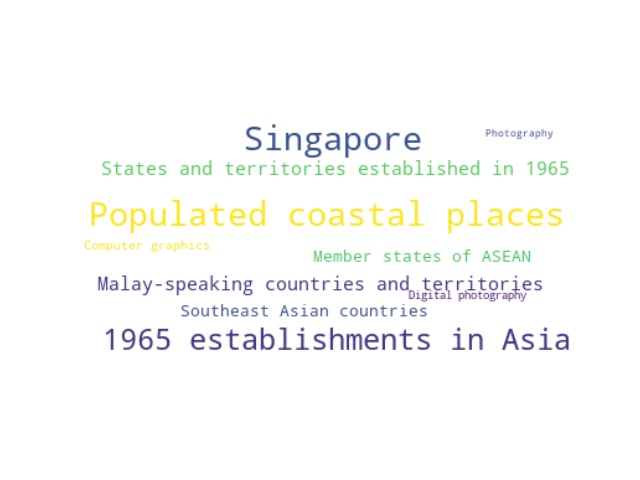 Singapore
Photography
States and territories established in 1965
Populated coastal places
Computer graphics
Member states of ASEAN
Malay-speaking countries and territories
Digital photography
Southeast Asian countries
1965 establishments in Asia